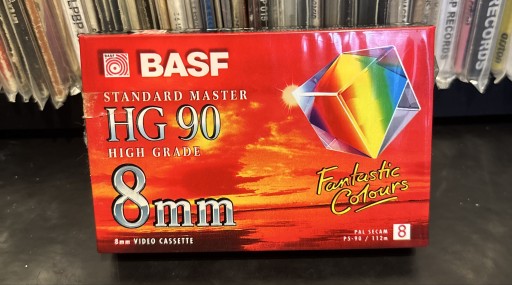 BASF
STANDARD MASTER
HG 90
HIGH GRADE
8mm
8mm VIDEO CASSETTE
Fantastic
Colours
PAL SECAM
P5-90 / 112m
8
RECORDS